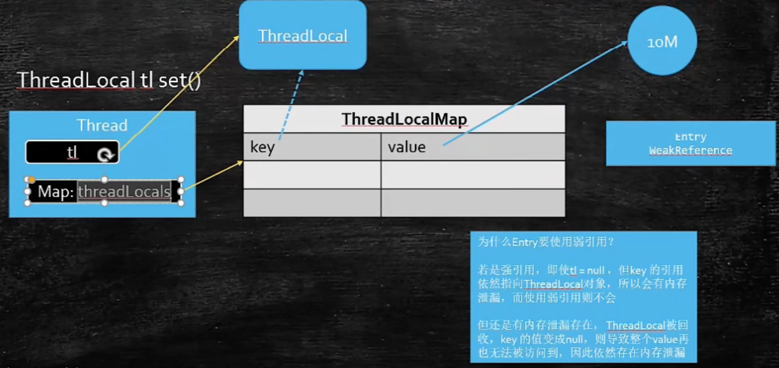 ThreadLocal
10M
ThreadLocal tl set()
Thread
tl
Map: threadLocals
ThreadLocalMap
key value
Entry
WeakReference
为什么Entry要使用弱引用？
若是强引用，即使tl = null，但key 的引用
依然指向ThreadLocal对象，所以会有内存
泄漏，而使用弱引用则不会
但还是有内存泄漏存在，ThreadLocal被回
收，key 的值变成null，则导致整个value再
也无法被访问到，因此依然存在内存泄漏